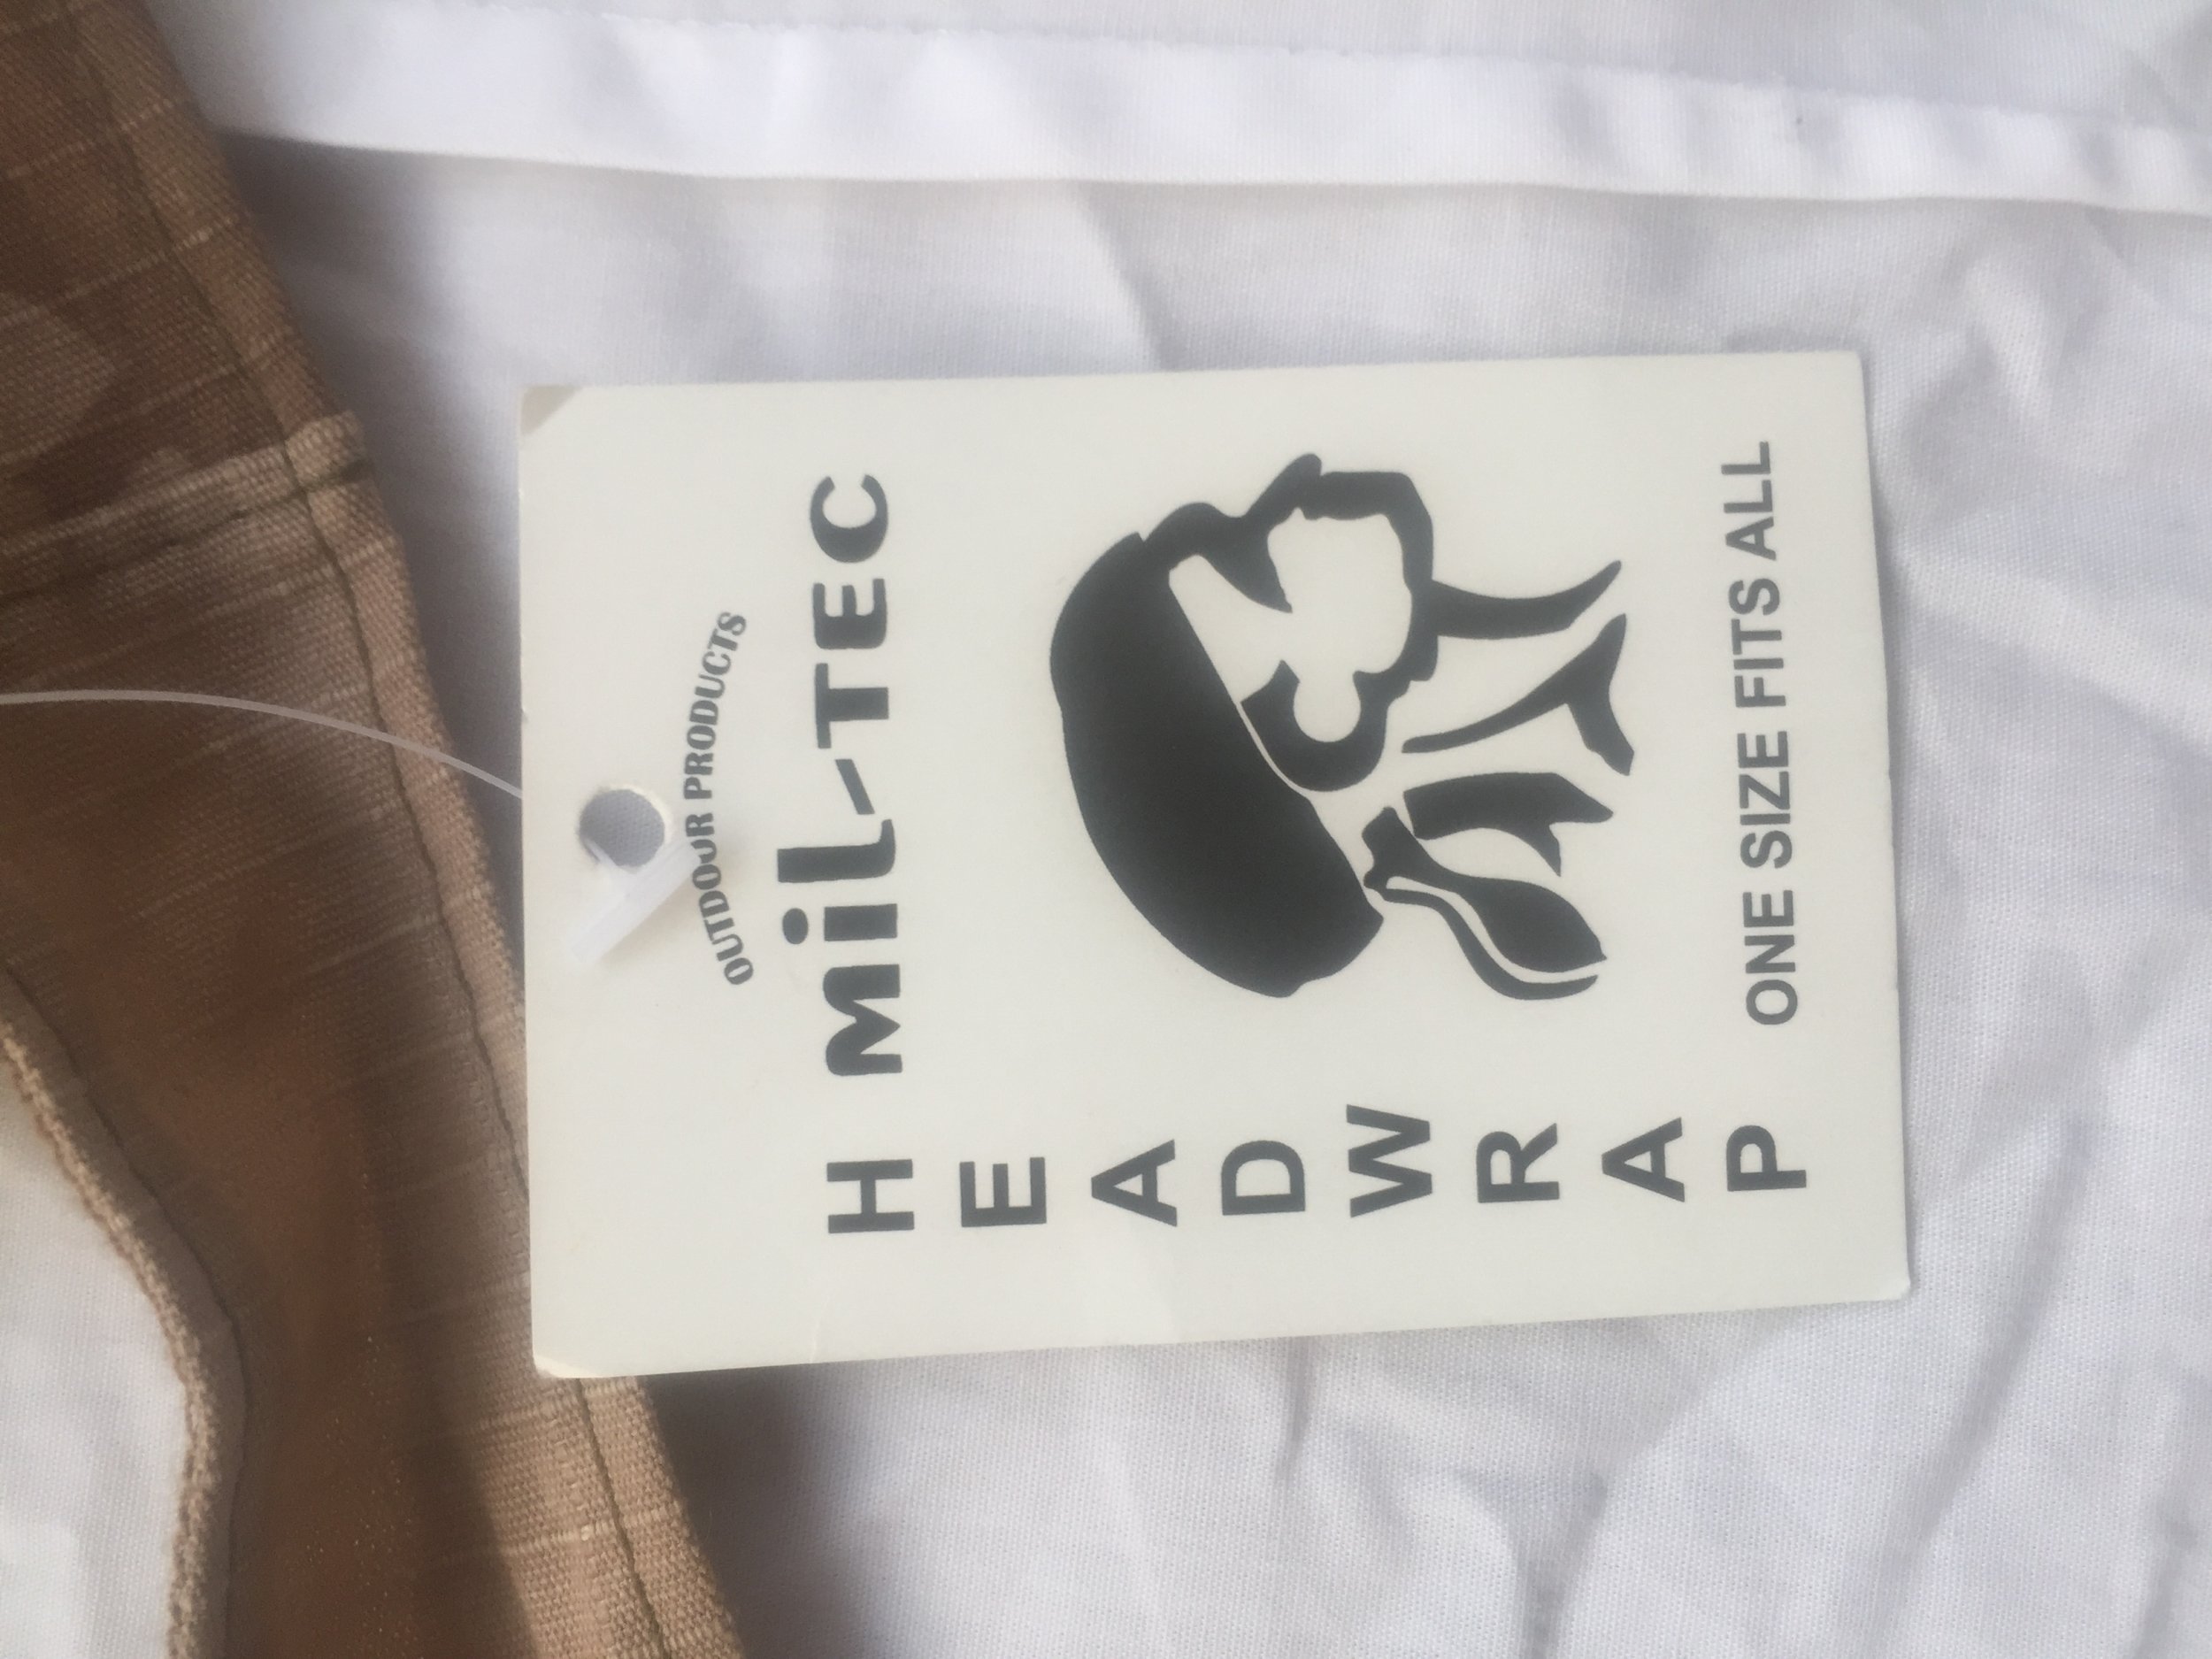 OUTDOOR PRODUCTS
MiL-TEC
HEADWRAP
ONE SIZE FITS ALL